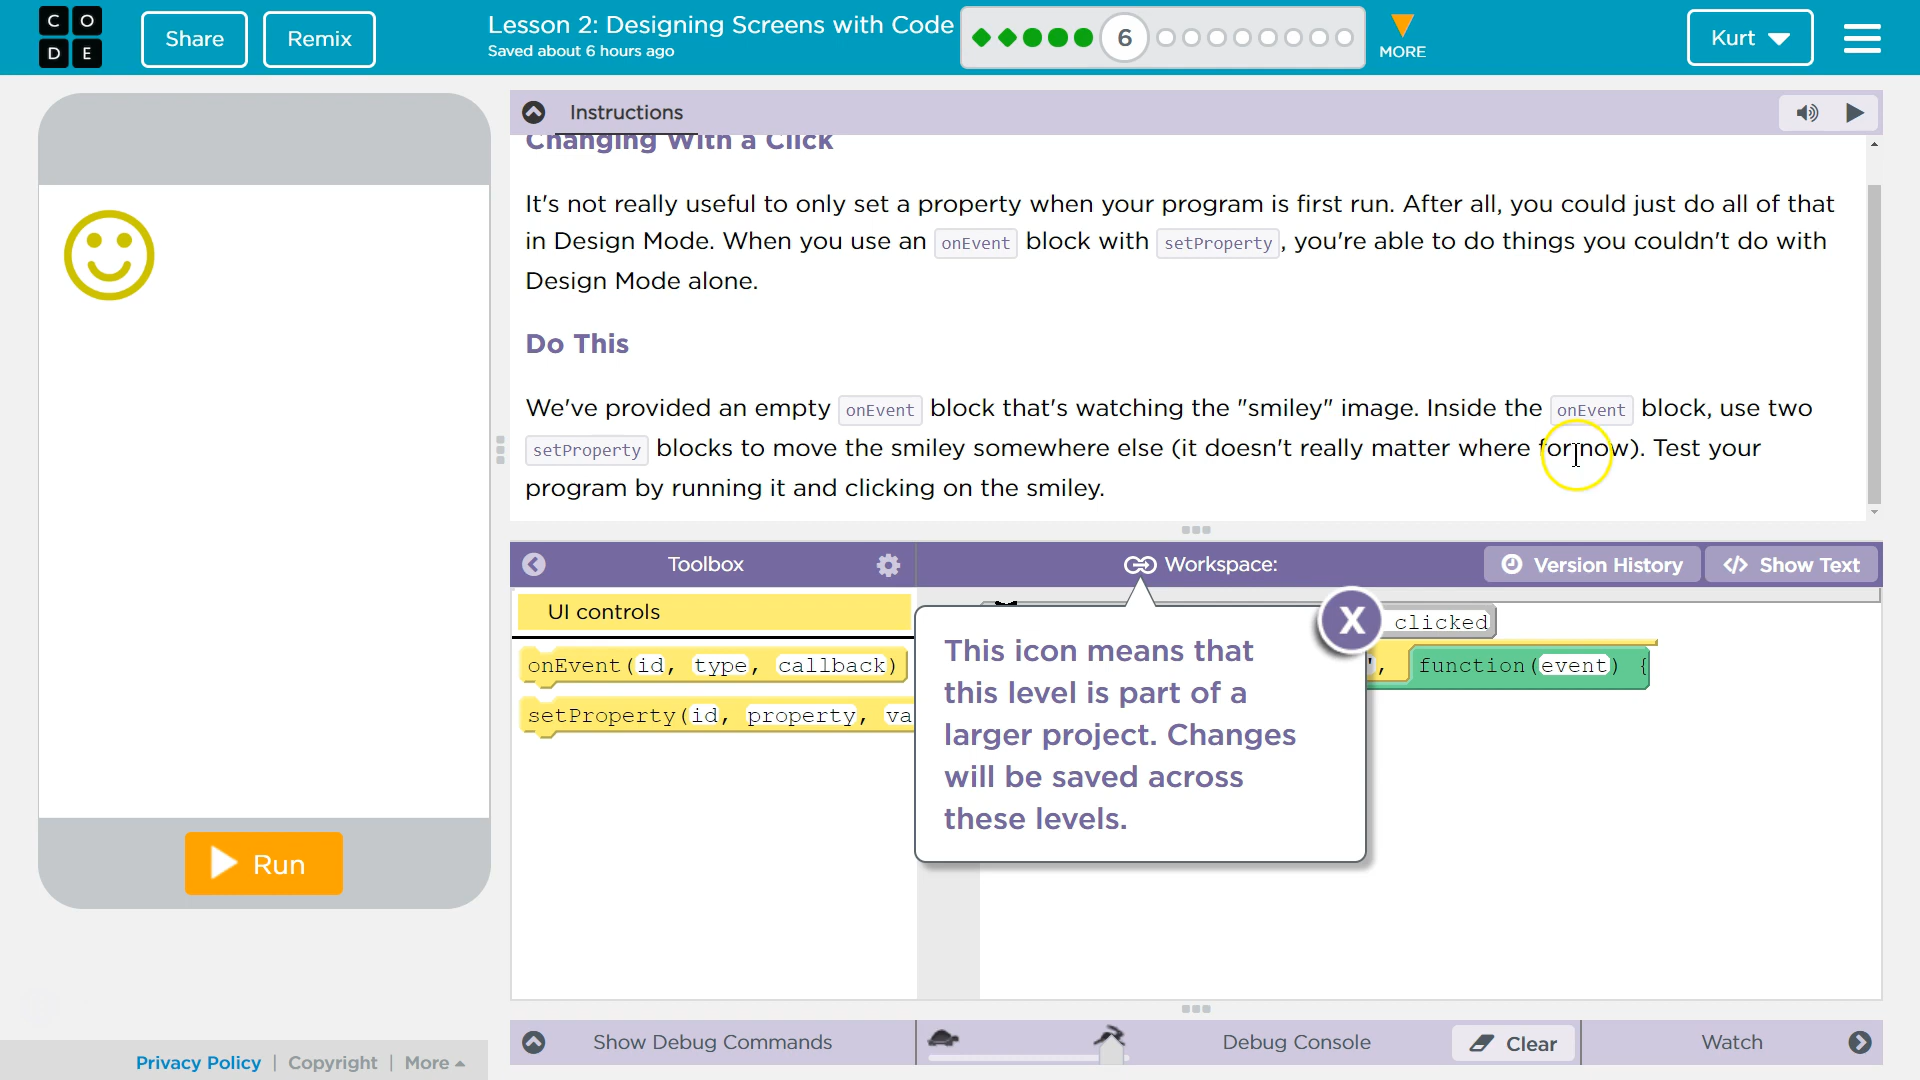 C O
D E
Share
Remix
Lesson 2: Designing Screens with Code
Saved about 6 hours ago
6
MORE
Kurt
Instructions
Changing With a Click
It's not really useful to only set a property when your program is first run. After all, you could just do all of that
in Design Mode. When you use an onEvent block with setProperty, you're able to do things you couldn't do with
Design Mode alone.
Do This
We've provided an empty onEvent block that's watching the "smiley" image. Inside the onEvent block, use two
setProperty blocks to move the smiley somewhere else (it doesn't really matter where for now). Test your
program by running it and clicking on the smiley.
Toolbox
Workspace:
Version History
</> Show Text
UI controls
onEvent(id, type, callback)
setProperty(id, property, va
X
clicked
', function(event) {
This icon means that
this level is part of a
larger project. Changes
will be saved across
these levels.
Run
Show Debug Commands
Debug Console
Clear
Watch
Privacy Policy | Copyright | More